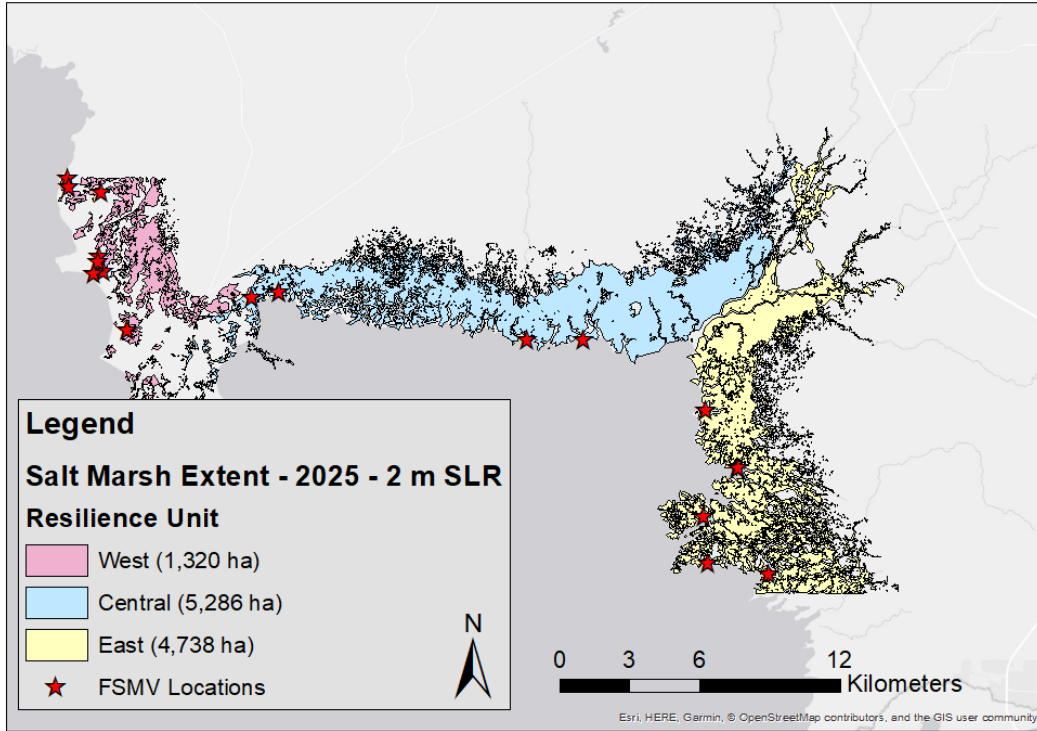 Legend
Salt Marsh Extent - 2025 - 2 m SLR
Resilience Unit
West (1,320 ha)
Central (5,286 ha)
East (4,738 ha)
FSMV Locations
N
0 3 6 12
Kilometers
Esri, HERE, Garmin, © OpenStreetMap contributors, and the GIS user community